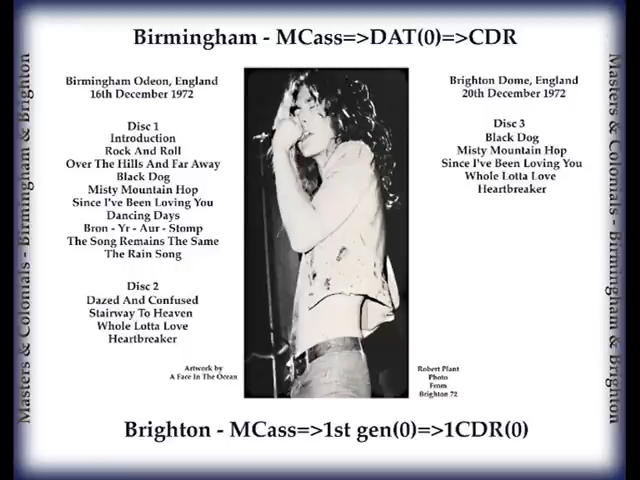 Birmingham - MCass=>DAT(0)=>CDR
Masters & Colonials - Birmingham & Brighton
Birmingham Odeon, England
16th December 1972
Disc 1
Introduction
Rock And Roll
Over The Hills And Far Away
Black Dog
Misty Mountain Hop
Since I've Been Loving You
Dancing Days
Bron - Yr - Aur - Stomp
The Song Remains The Same
The Rain Song
Disc 2
Dazed And Confused
Stairway To Heaven
Whole Lotta Love
Heartbreaker
Artwork by
A Face In The Ocean
Brighton Dome, England
20th December 1972
Disc 3
Black Dog
Misty Mountain Hop
Since I've Been Loving You
Whole Lotta Love
Heartbreaker
Robert Plant
Photo
From
Brighton 72
Masters & Colonials - Birmingham & Brighton
Brighton - MCass=>1st gen(0)=>1CDR(0)